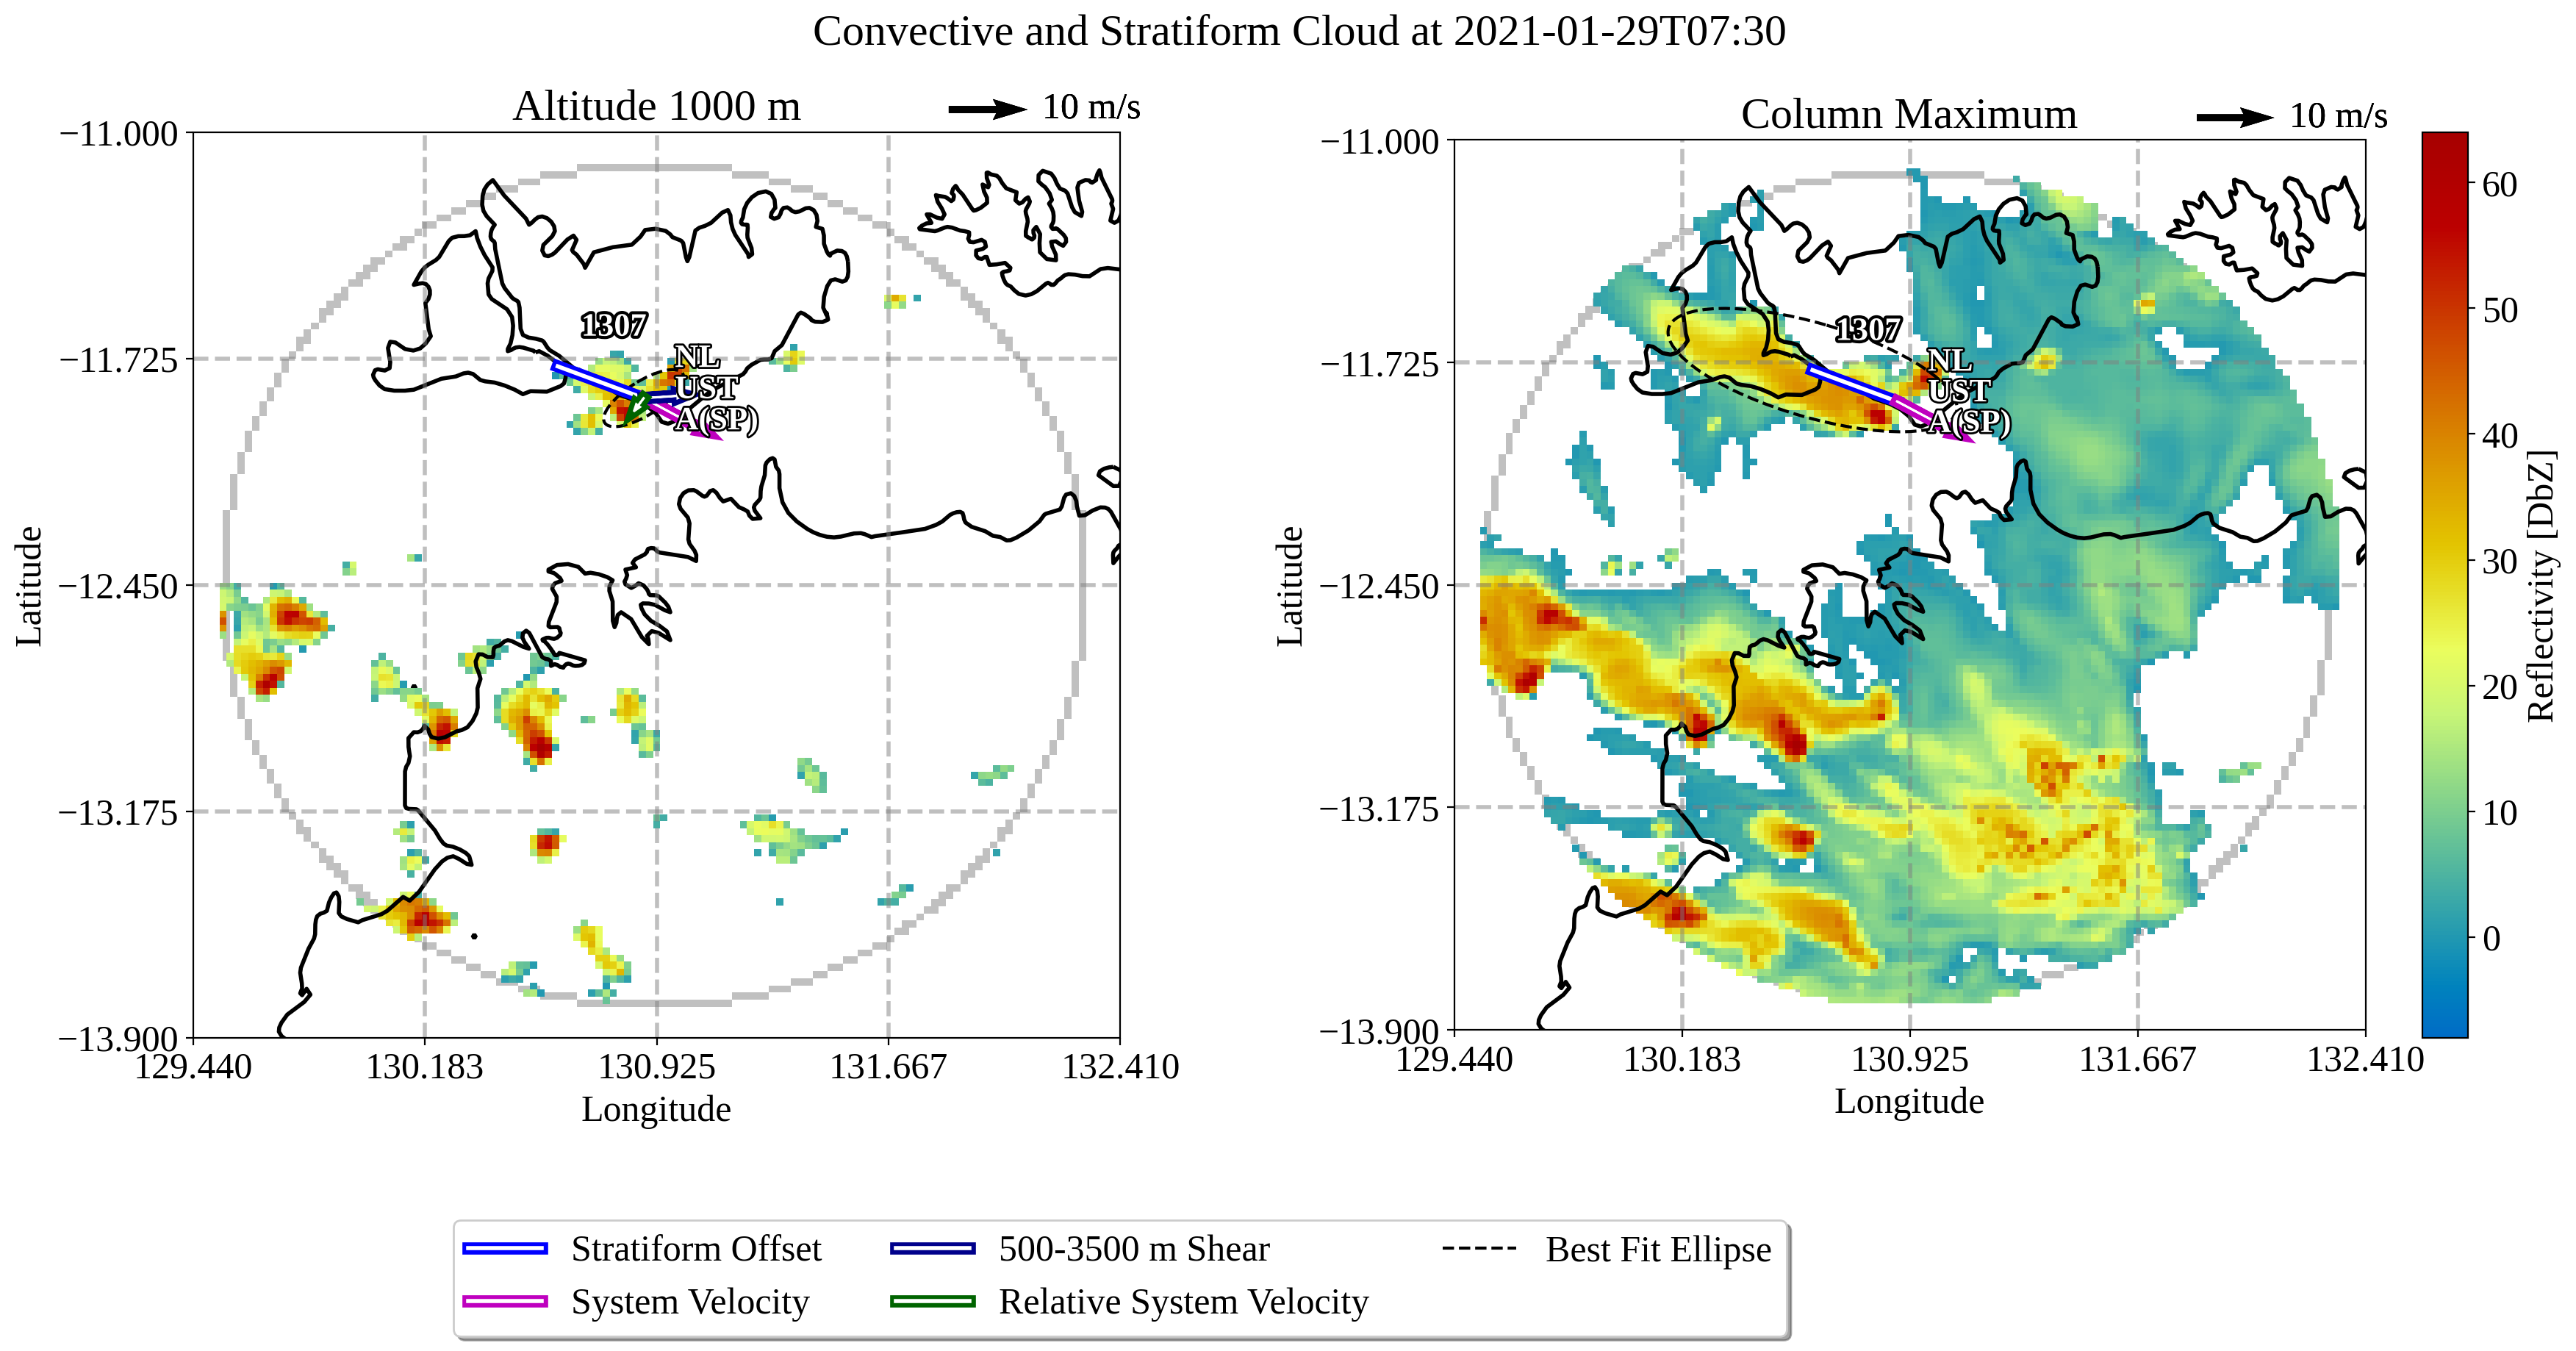 Convective and Stratiform Cloud at 2021-01-29T07:30
Altitude 1000 m
10 m/s
−11.000
−11.725
−12.450
−13.175
−13.900
Latitude
129.440
130.183
130.925
131.667
132.410
Longitude
1307
NL
UST
A(SP)
Column Maximum
10 m/s
−11.000
−11.725
−12.450
−13.175
−13.900
Latitude
129.440
130.183
130.925
131.667
132.410
Longitude
1307
NL
UST
A(SP)
60
50
40
30
20
10
0
Reflectivity [DbZ]
Stratiform Offset
500-3500 m Shear
Best Fit Ellipse
System Velocity
Relative System Velocity